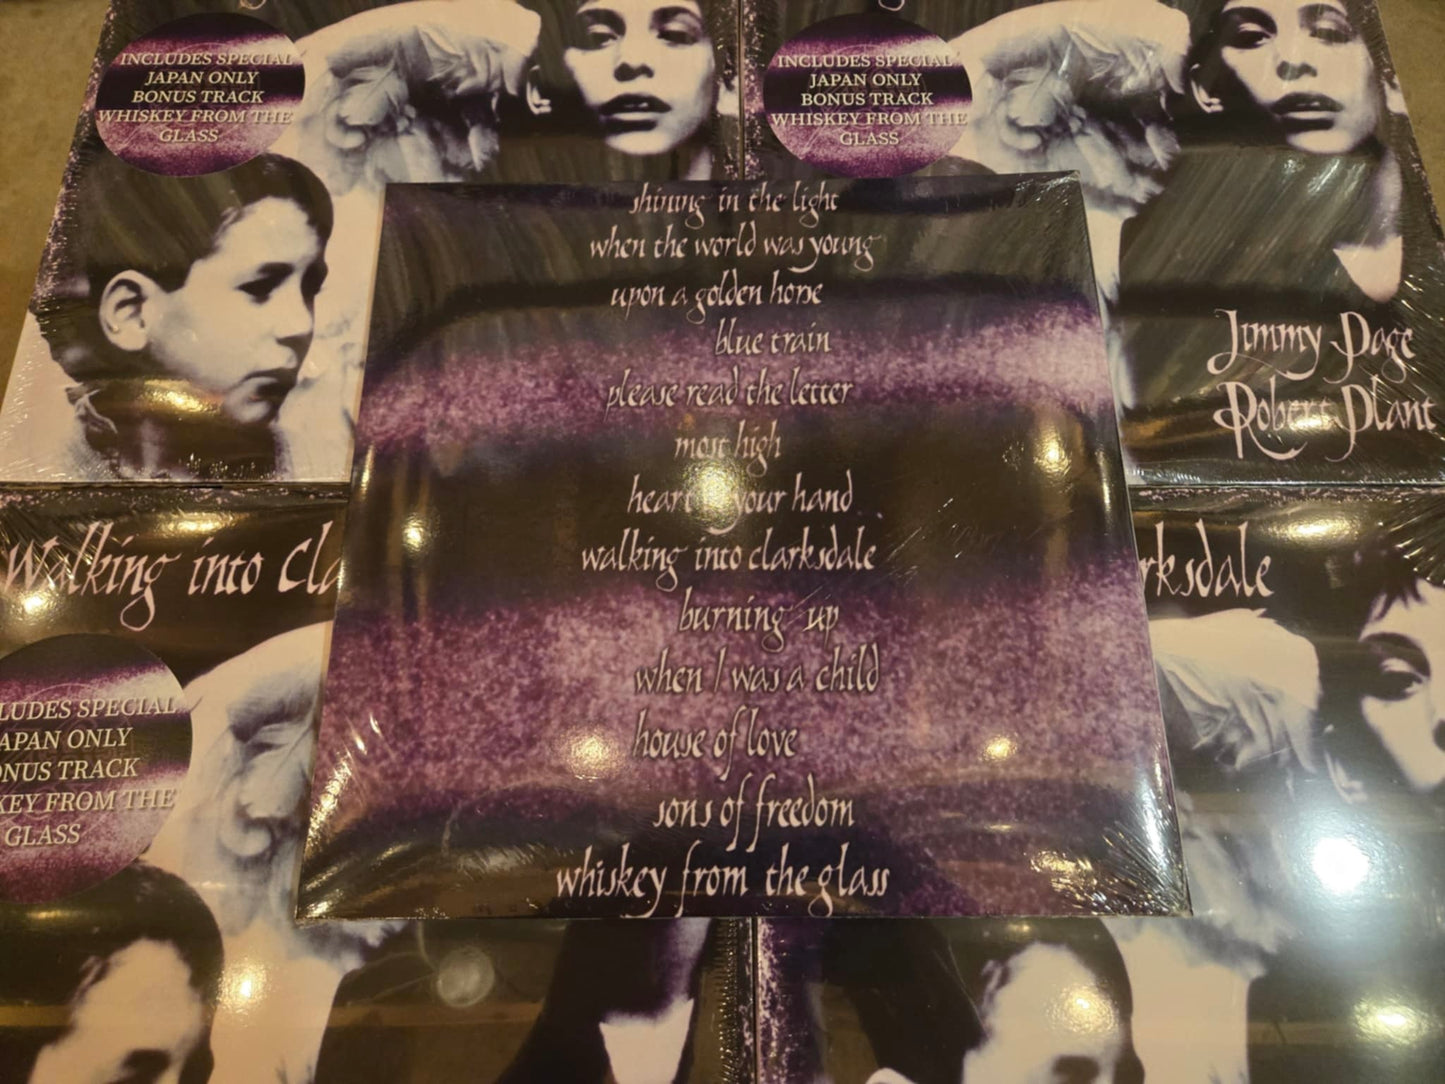 INCLUDES SPECIAL
JAPAN ONLY
BONUS TRACK
WHISKEY FROM THE
GLASS
INCLUDES SPECIAL
JAPAN ONLY
BONUS TRACK
WHISKEY FROM THE
GLASS
Jimmy Page
Robert Plant
shining in the light
when the world was young
upon a golden horse
blue train
please read the letter
most high
heart your hand
walking into clarksdale
burning up
when I was a child
house of love
sons of freedom
whiskey from the glass
Walking into Cla
rksdale
LUDES SPECIAL
APAN ONLY
ONUS TRACK
KEY FROM THE
GLASS